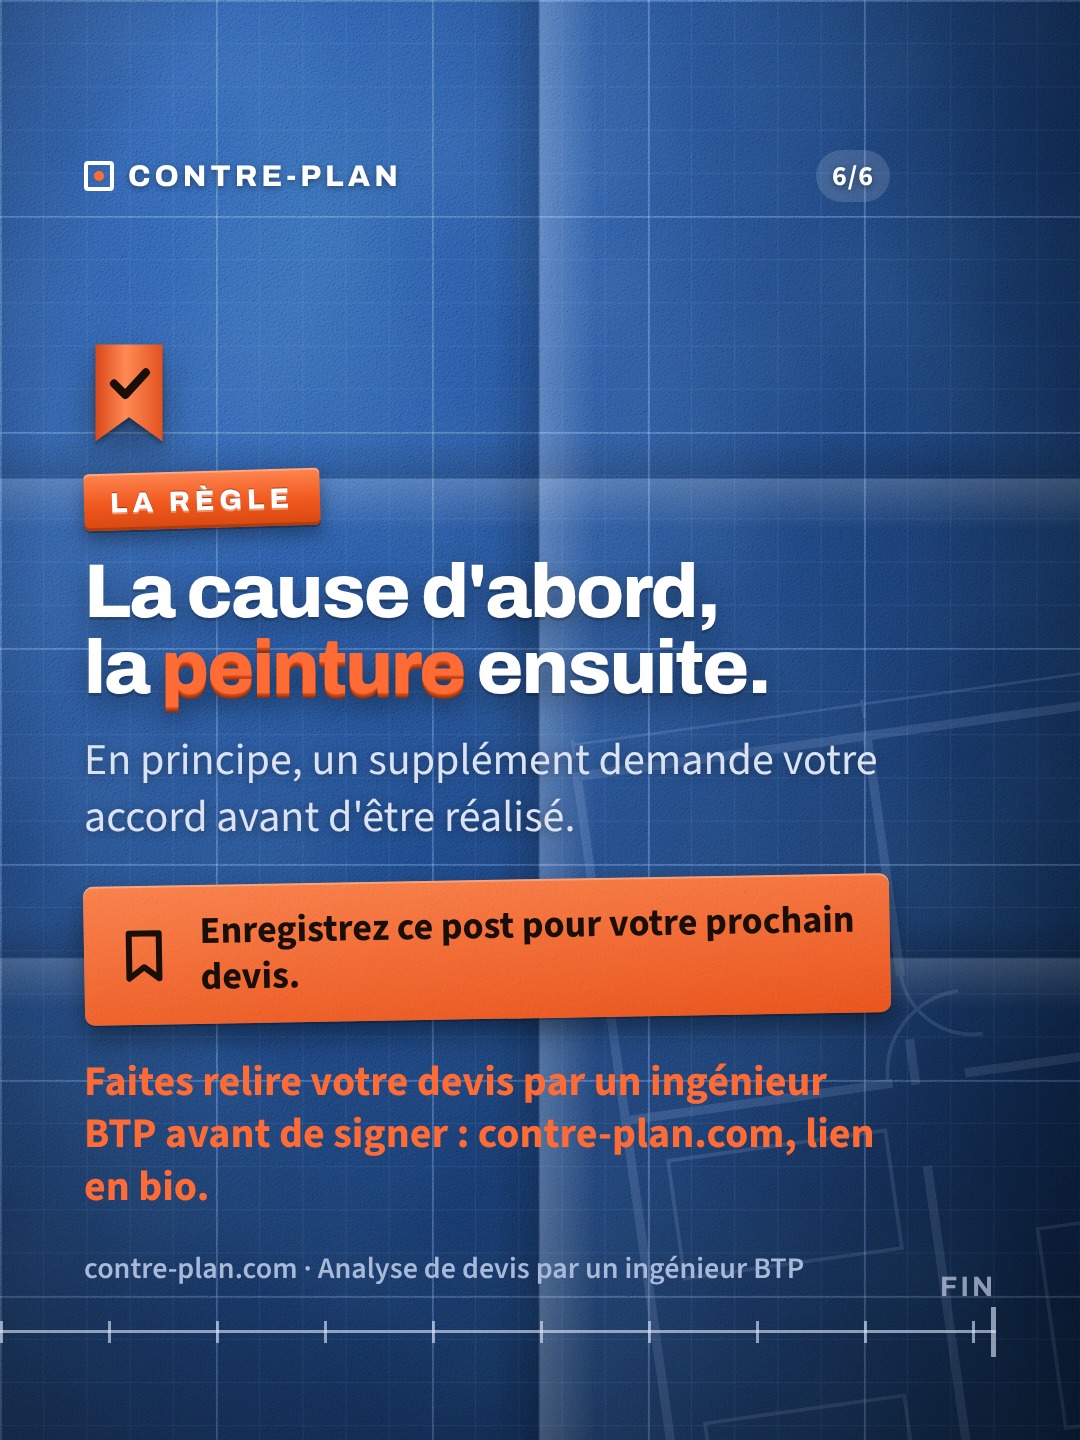 CONTRE-PLAN
6/6
LA RÈGLE
La cause d'abord,
la peinture ensuite.
En principe, un supplément demande votre
accord avant d'être réalisé.
Enregistrez ce post pour votre prochain
devis.
Faites relire votre devis par un ingénieur
BTP avant de signer : contre-plan.com, lien
en bio.
contre-plan.com · Analyse de devis par un ingénieur BTP
FIN